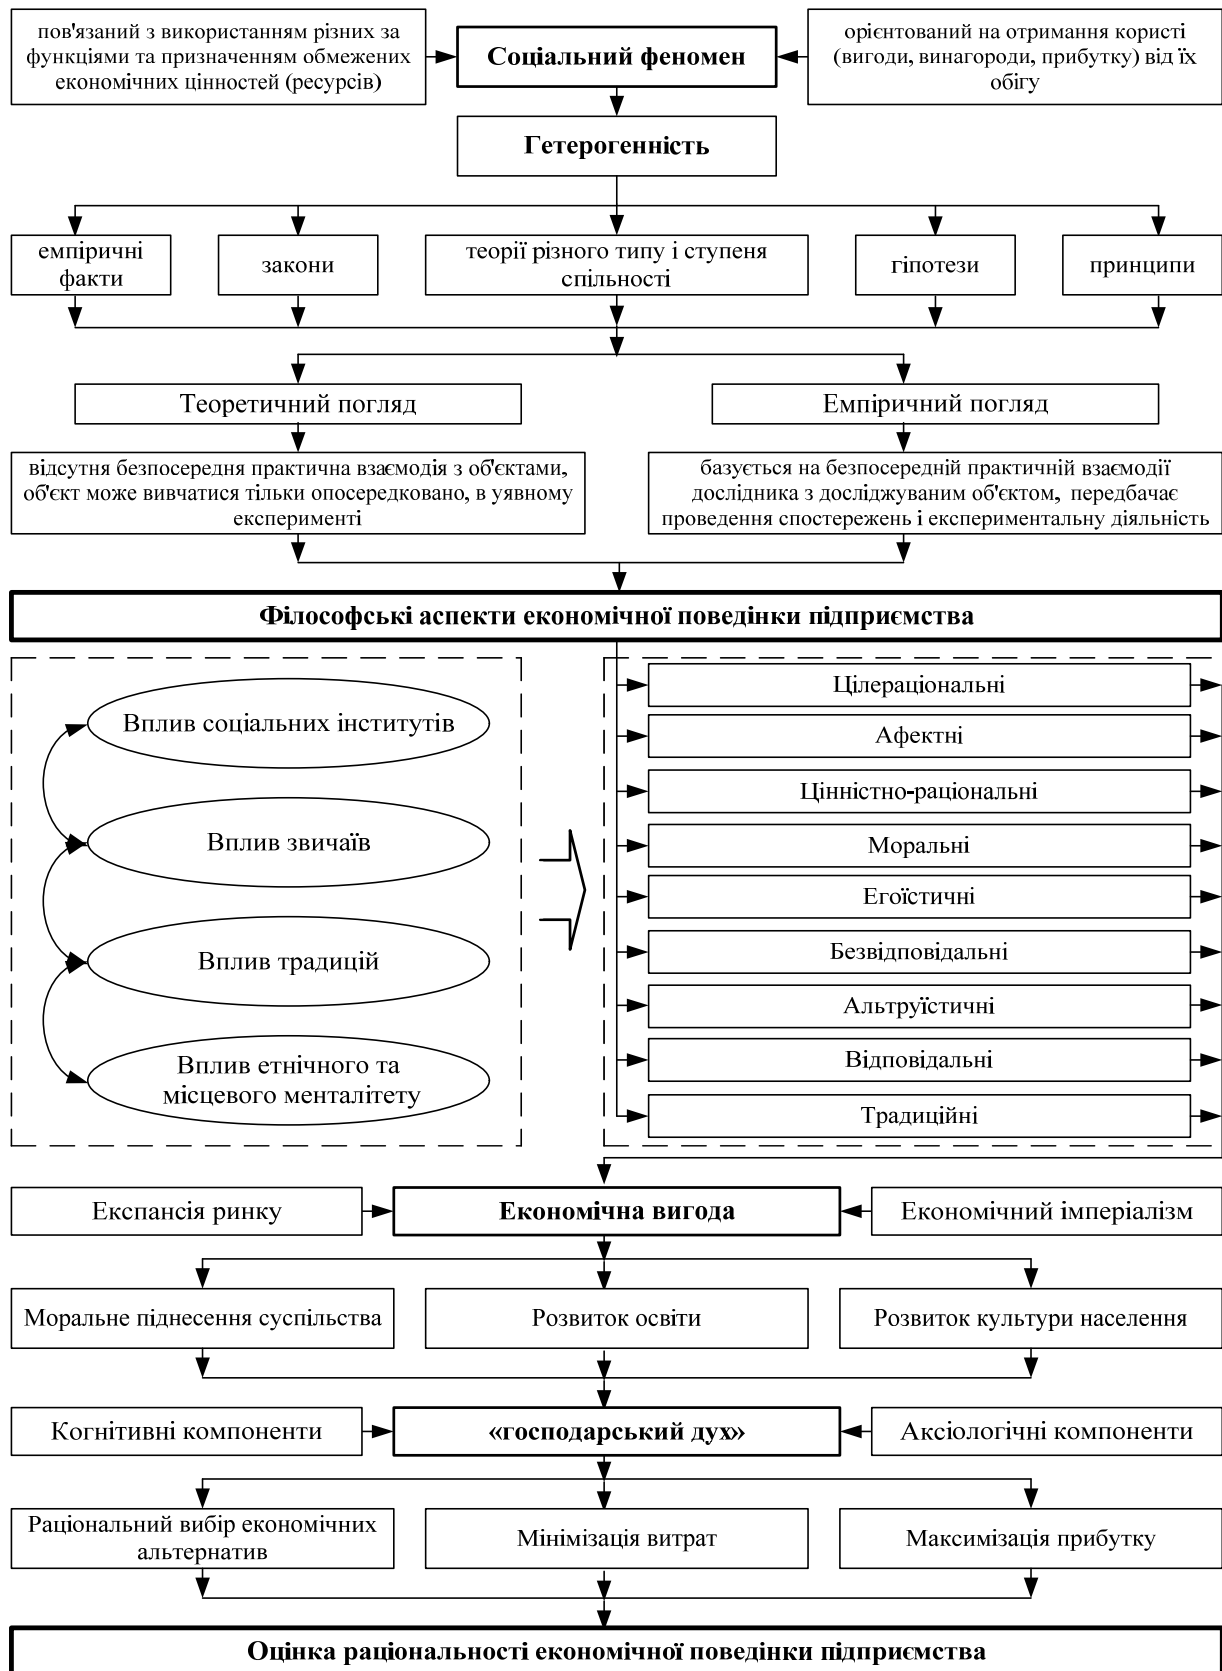 пов'язаний з використанням різних за
функціями та призначенням обмежених
економічних цінностей (ресурсів)
Соціальний феномен
орієнтований на отримання користі
(вигоди, винагороди, прибутку) від їх
обігу
Гетерогенність
емпіричні
факти
закони
теорії різного типу і ступеня
спільності
гіпотези
принципи
Теоретичний погляд
Емпіричний погляд
відсутня безпосередня практична взаємодія з об'єктами,
об'єкт може вивчатися тільки опосередковано, в уявному
експерименті
базується на безпосередній практичній взаємодії
дослідника з досліджуваним об'єктом, передбачає
проведення спостережень і експериментальну діяльність
Філософські аспекти економічної поведінки підприємства
Вплив соціальних інститутів
Вплив звичаїв
Вплив традицій
Вплив етнічного та
місцевого менталітету
Цілераціональні
Афектні
Цінністно-раціональні
Моральні
Егоїстичні
Безвідповідальні
Альтруїстичні
Відповідальні
Традиційні
Експансія ринку
Економічна вигода
Економічний імперіалізм
Моральне піднесення суспільства
Розвиток освіти
Розвиток культури населення
Когнітивні компоненти
«господарський дух»
Аксіологічні компоненти
Раціональний вибір економічних
альтернатив
Мінімізація витрат
Максимізація прибутку
Оцінка раціональності економічної поведінки підприємства